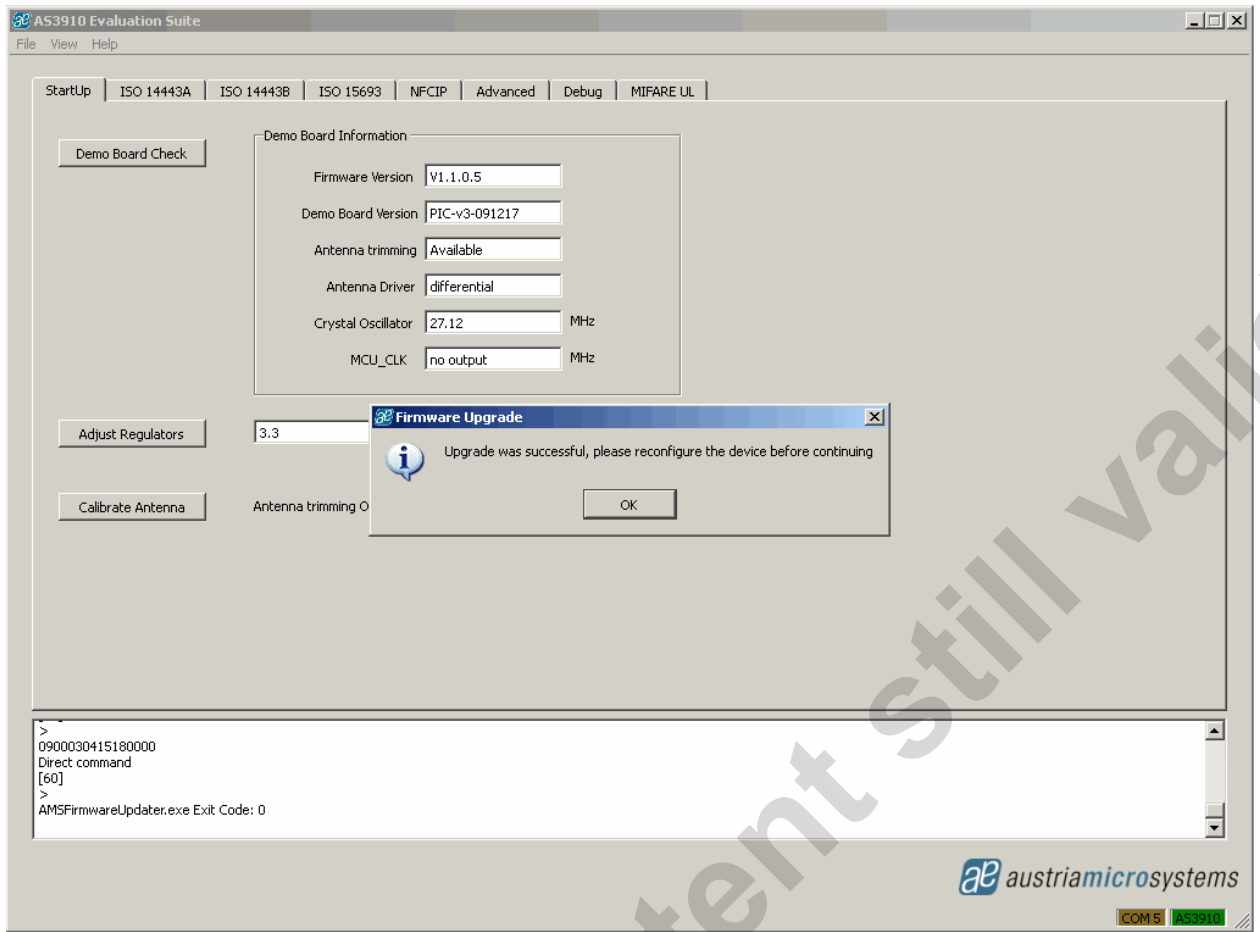 AS3910 Evaluation Suite
File View Help
StartUp ISO 14443A ISO 14443B ISO 15693 NFCIP Advanced Debug MIFARE UL
Demo Board Check
Demo Board Information
Firmware Version V1.1.0.5
Demo Board Version PIC-v3-091217
Antenna trimming Available
Antenna Driver differential
Crystal Oscillator 27.12 MHz
MCU_CLK no output MHz
Adjust Regulators 3.3
Firmware Upgrade
Upgrade was successful, please reconfigure the device before continuing
OK
Calibrate Antenna Antenna trimming O
>
0900030415180000
Direct command
[60]
>
AMSFirmwareUpdater.exe Exit Code: 0
austriamicrosystems
COM 5 AS3910
tent still valid